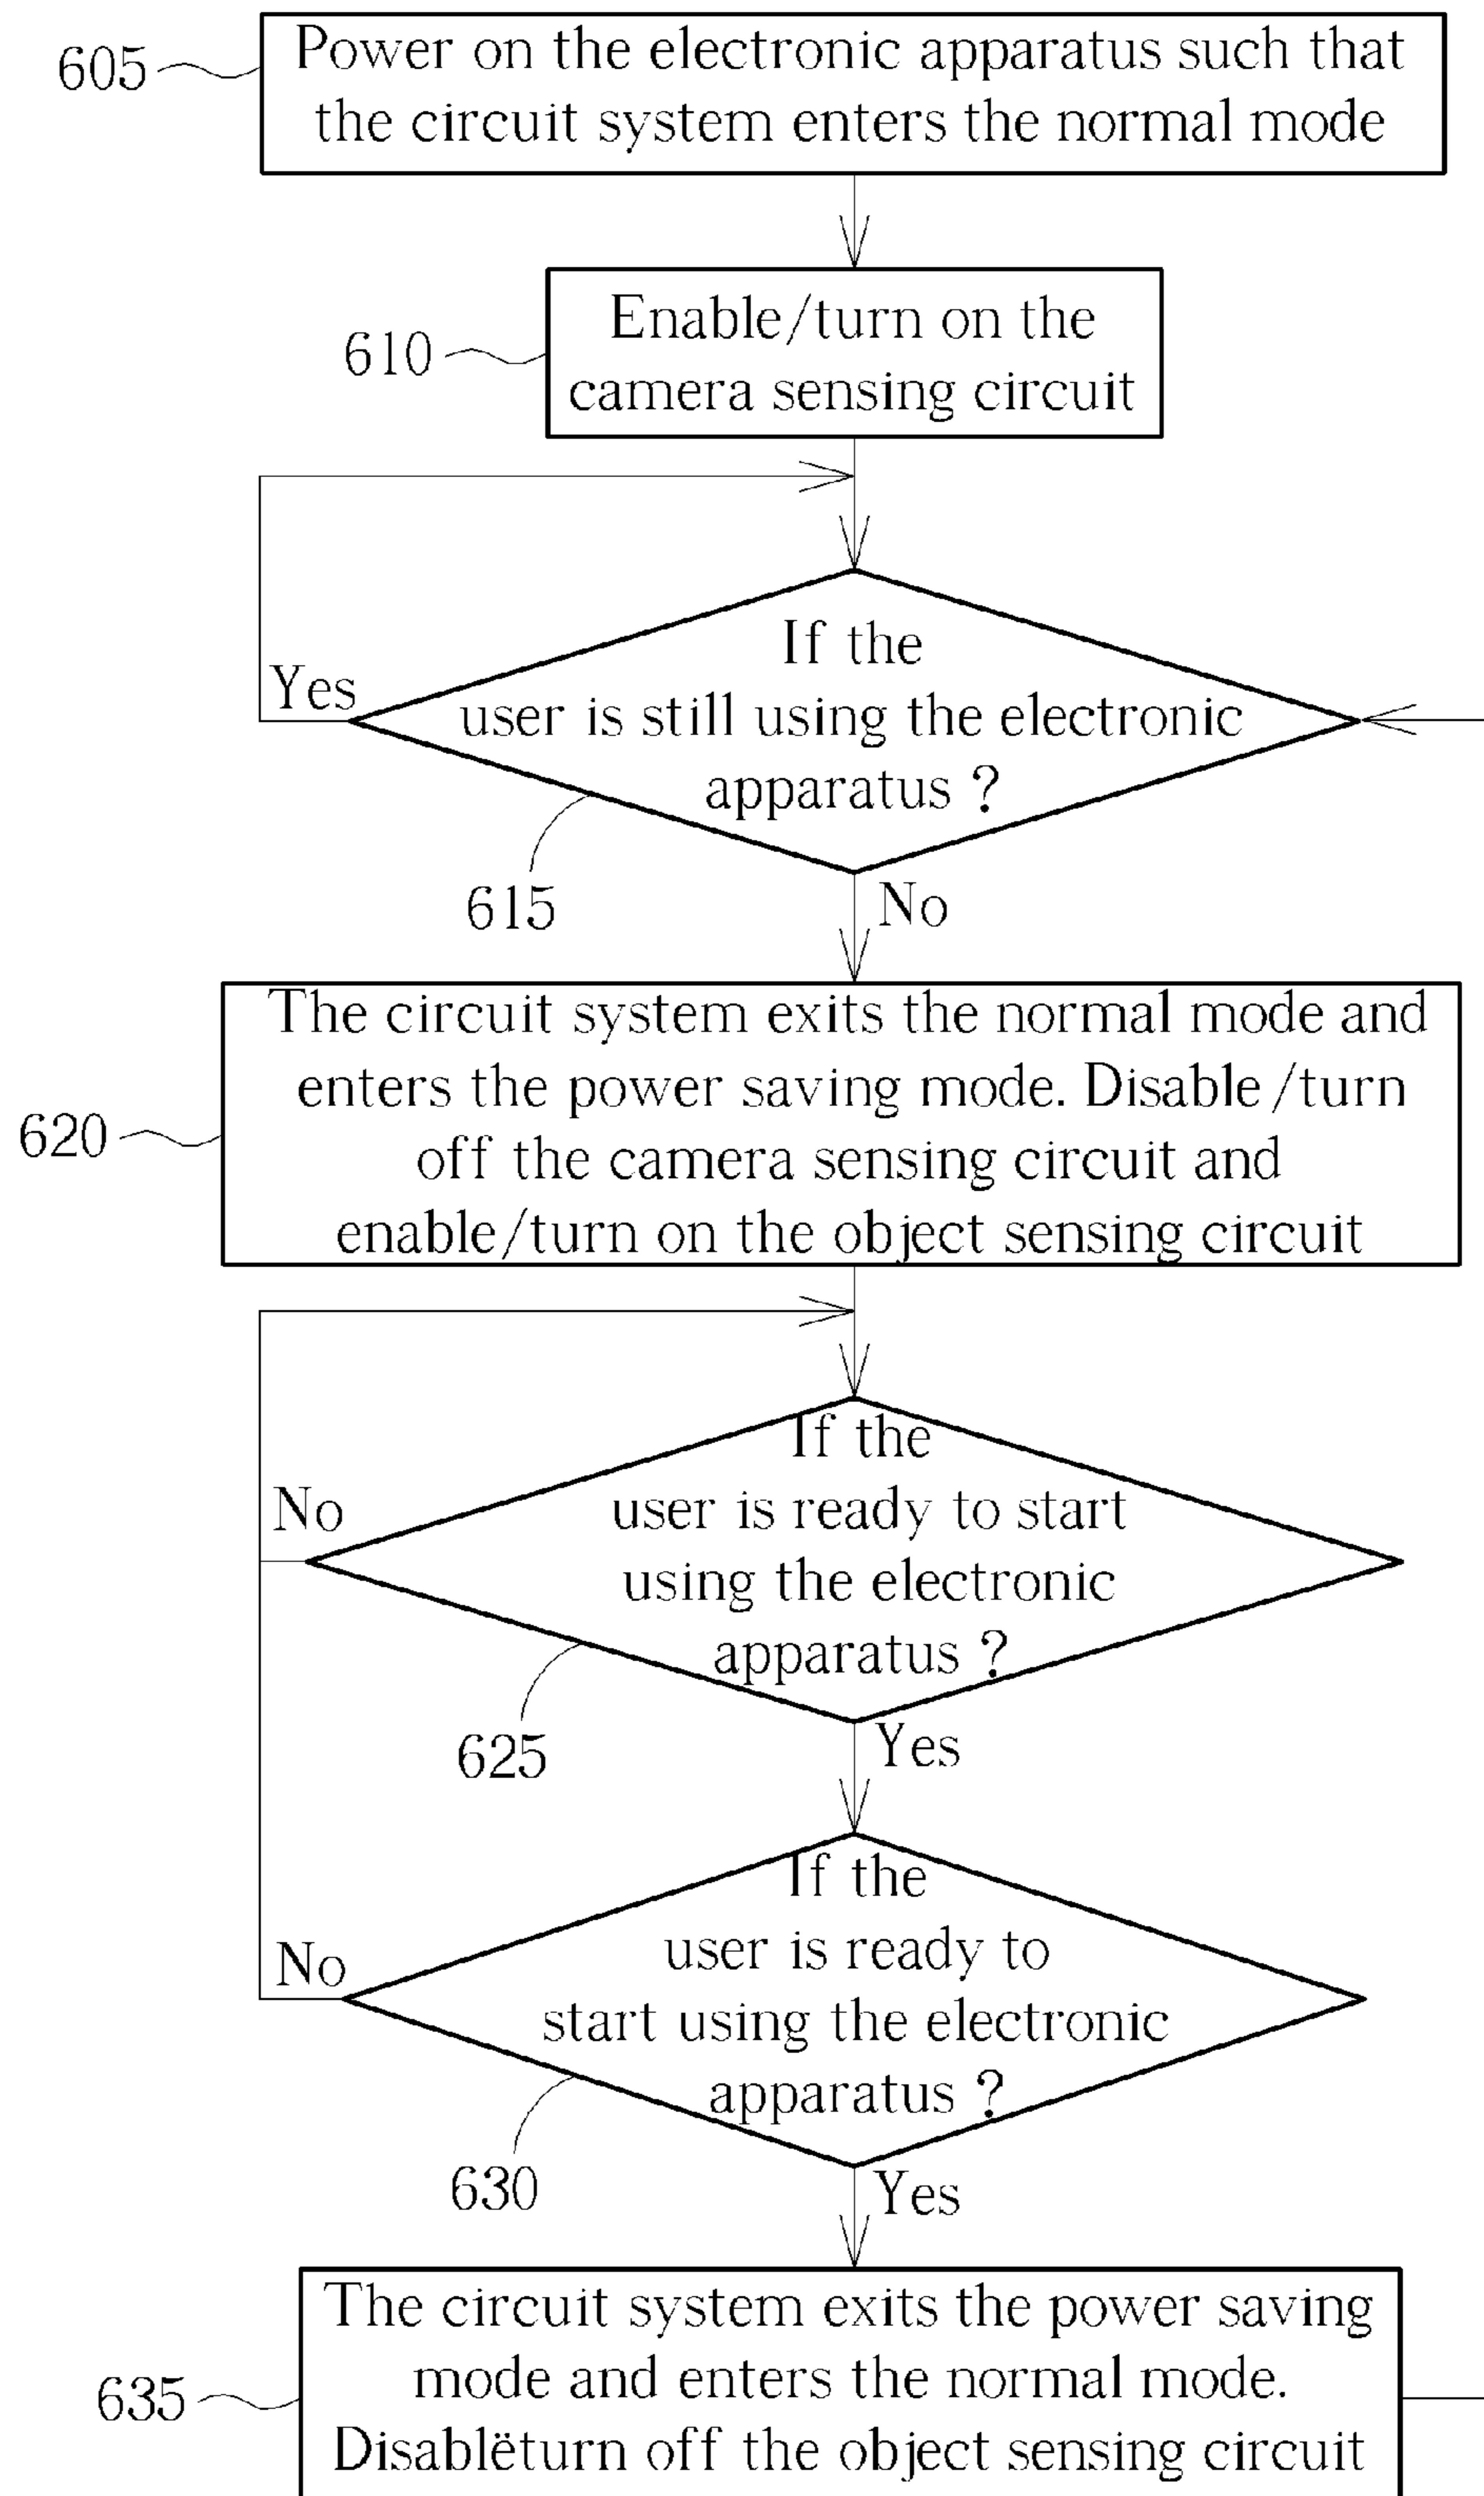 605
Power on the electronic apparatus such that
the circuit system enters the normal mode
610
Enable/turn on the
camera sensing circuit
Yes
If the
user is still using the electronic
apparatus ?
615
No
620
The circuit system exits the normal mode and
enters the power saving mode. Disable/turn
off the camera sensing circuit and
enable/turn on the object sensing circuit
No
If the
user is ready to start
using the electronic
apparatus ?
625
Yes
No
If the
user is ready to
start using the electronic
apparatus ?
630
Yes
635
The circuit system exits the power saving
mode and enters the normal mode.
Disablëturn off the object sensing circuit